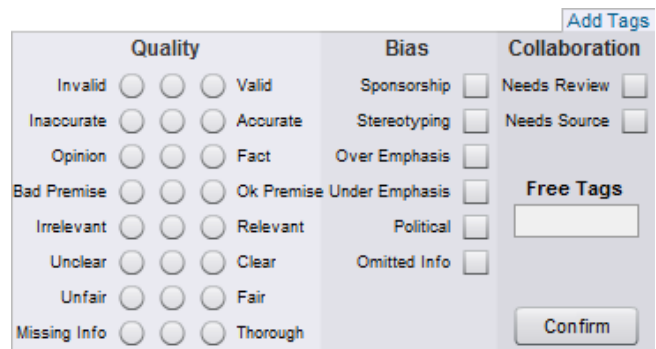 Add Tags
Quality Bias Collaboration
Invalid Valid Sponsorship Needs Review
Inaccurate Accurate Stereotyping Needs Source
Opinion Fact Over Emphasis
Bad Premise Ok Premise Under Emphasis Free Tags
Irrelevant Relevant Political
Unclear Clear Omitted Info
Unfair Fair
Missing Info Thorough Confirm